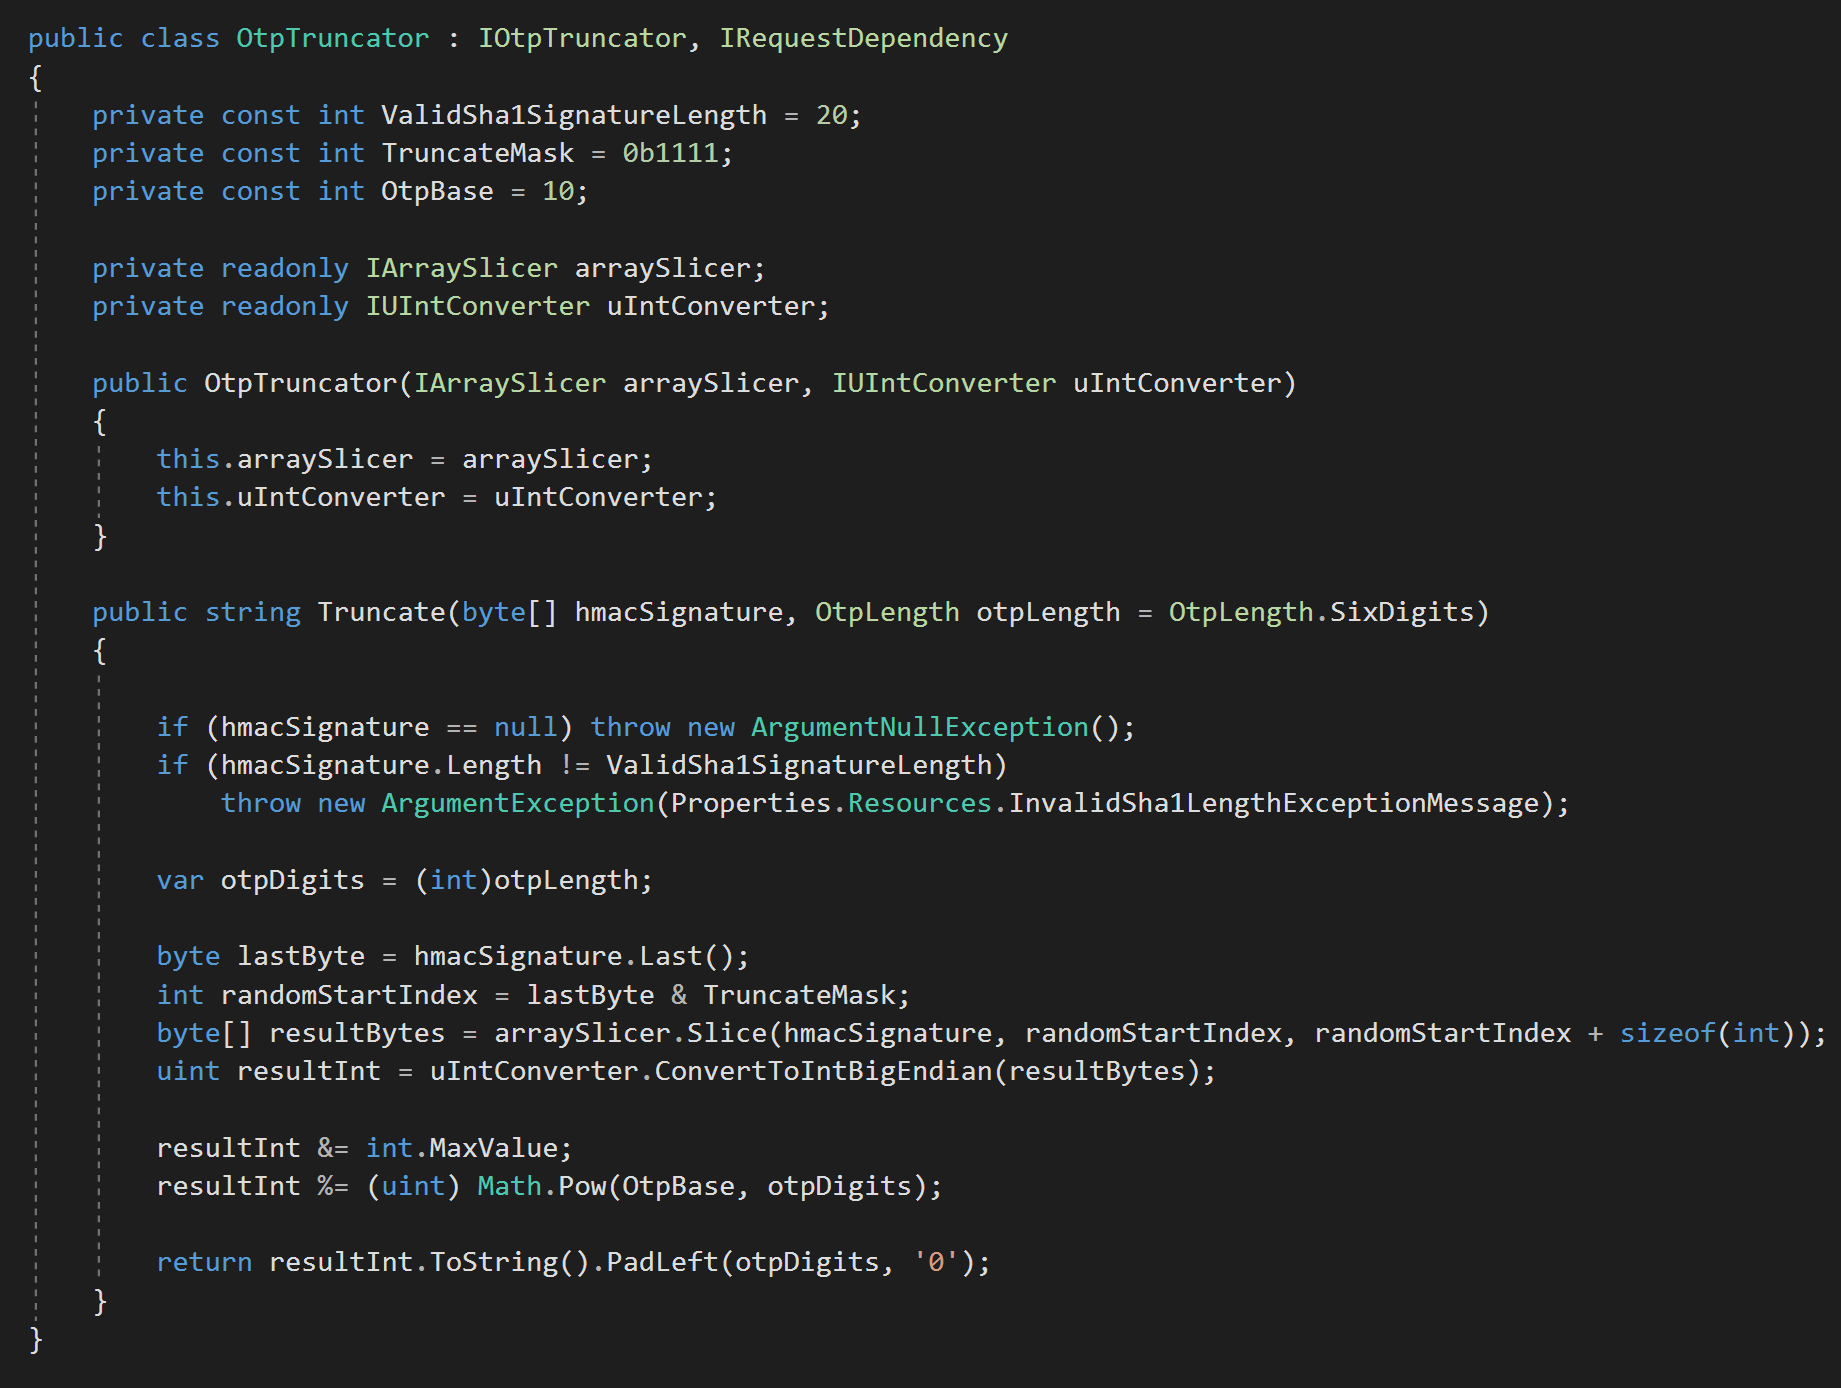 public class OtpTruncator : IOtpTruncator, IRequestDependency
{
    private const int ValidSha1SignatureLength = 20;
    private const int TruncateMask = 0b1111;
    private const int OtpBase = 10;

    private readonly IArraySlicer arraySlicer;
    private readonly IUIntConverter uIntConverter;

    public OtpTruncator(IArraySlicer arraySlicer, IUIntConverter uIntConverter)
    {
        this.arraySlicer = arraySlicer;
        this.uIntConverter = uIntConverter;
    }

    public string Truncate(byte[] hmacSignature, OtpLength otpLength = OtpLength.SixDigits)
    {

        if (hmacSignature == null) throw new ArgumentNullException();
        if (hmacSignature.Length != ValidSha1SignatureLength)
            throw new ArgumentException(Properties.Resources.InvalidSha1LengthExceptionMessage);

        var otpDigits = (int)otpLength;

        byte lastByte = hmacSignature.Last();
        int randomStartIndex = lastByte & TruncateMask;
        byte[] resultBytes = arraySlicer.Slice(hmacSignature, randomStartIndex, randomStartIndex + sizeof(int));
        uint resultInt = uIntConverter.ConvertToIntBigEndian(resultBytes);

        resultInt &= int.MaxValue;
        resultInt %= (uint) Math.Pow(OtpBase, otpDigits);

        return resultInt.ToString().PadLeft(otpDigits, '0');
    }
}